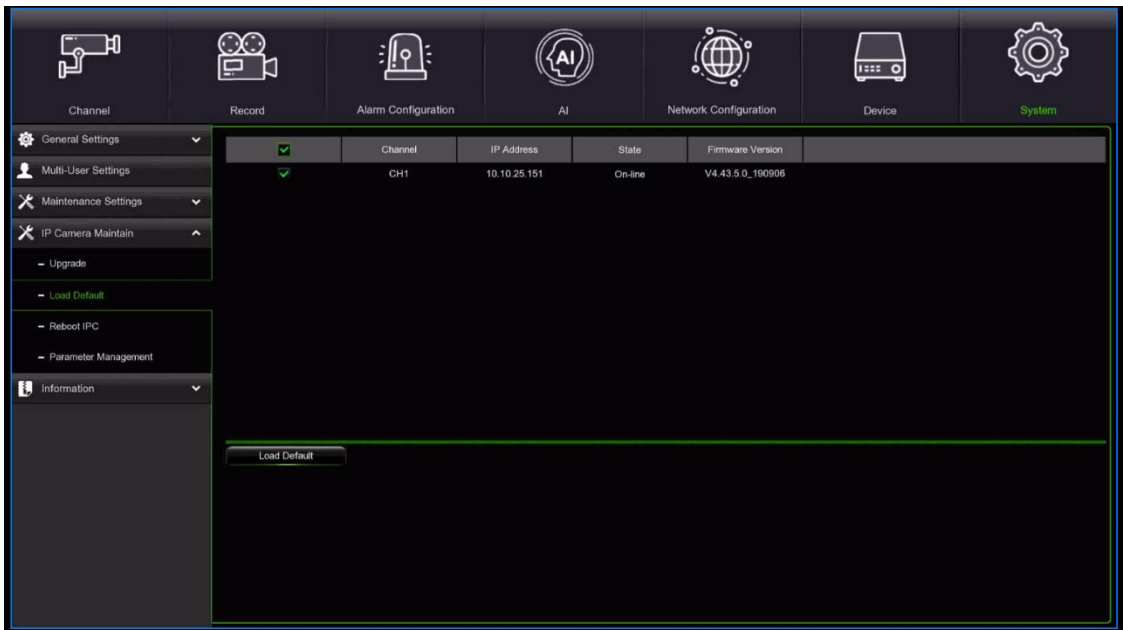 AI
Channel Record Alarm Configuration AI Network Configuration Device System
General Settings
Multi-User Settings
Maintenance Settings
IP Camera Maintain
Upgrade
Load Default
Reboot IPC
Parameter Management
Information
Channel IP Address State Firmware Version
CH1 10.10.25.151 On-line V4.43.5.0_190906
Load Default